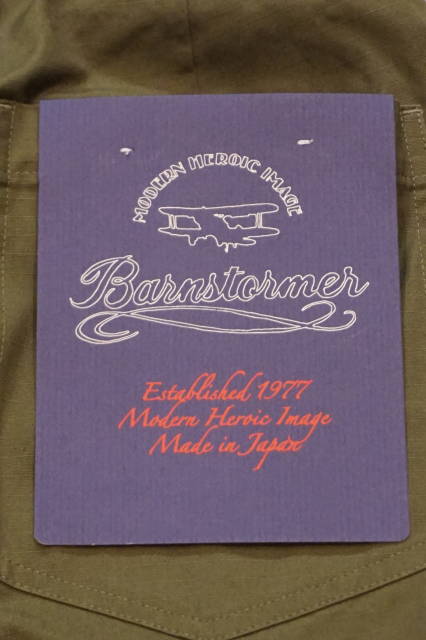 MODERN HEROIC IMAGE
Barnstormer
Established 1977
Modern Heroic Image
Made in Japan